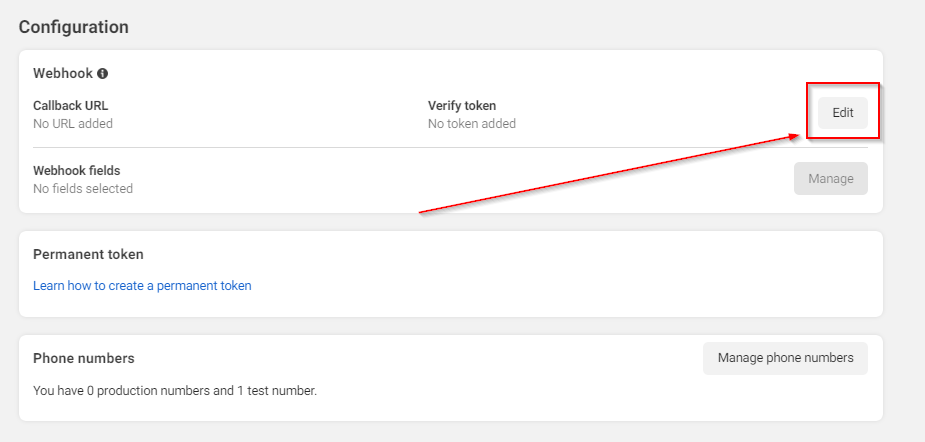 Configuration
Webhook
Callback URL
No URL added
Verify token
No token added
Edit
Webhook fields
No fields selected
Manage
Permanent token
Learn how to create a permanent token
Phone numbers
Manage phone numbers
You have 0 production numbers and 1 test number.